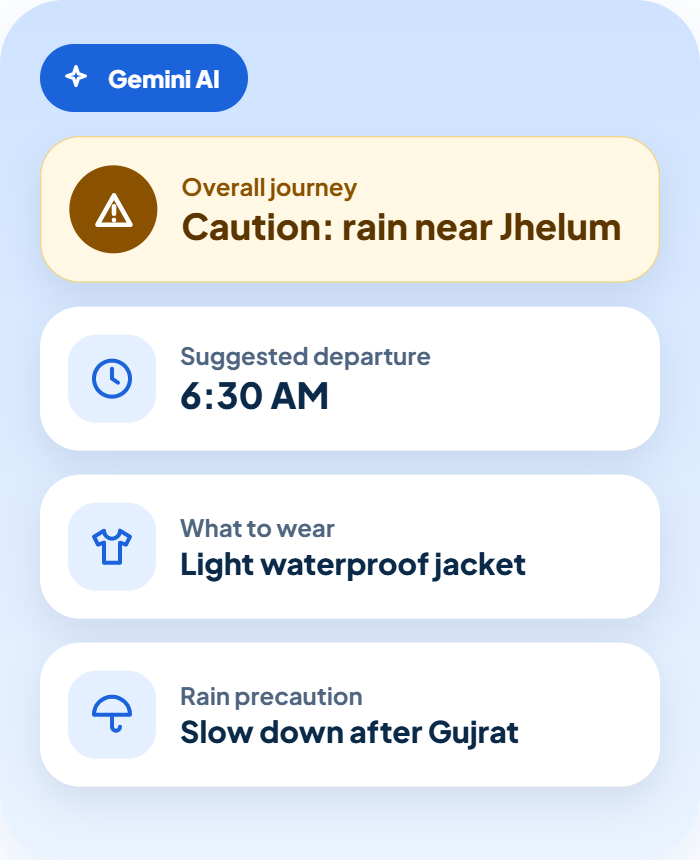 Gemini AI
Overall journey
Caution: rain near Jhelum
Suggested departure
6:30 AM
What to wear
Light waterproof jacket
Rain precaution
Slow down after Gujrat